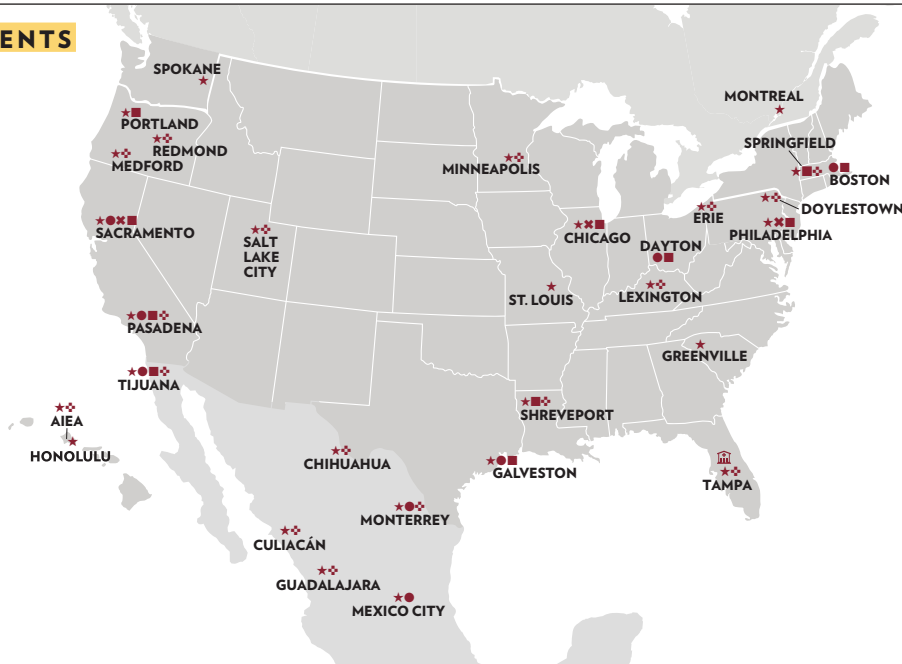 ENTS
SPOKANE
MONTREAL
PORTLAND
SPRINGFIELD
REDMOND
MEDFORD
MINNEAPOLIS
BOSTON
DOYLESTOWN
ERIE
SACRAMENTO
SALT
LAKE
CITY
CHICAGO
PHILADELPHIA
DAYTON
ST. LOUIS
LEXINGTON
PASADENA
GREENVILLE
TIJUANA
SHREVEPORT
AIEA
HONOLULU
CHIHUAHUA
GALVESTON
TAMPA
MONTERREY
CULIACÁN
GUADALAJARA
MEXICO CITY